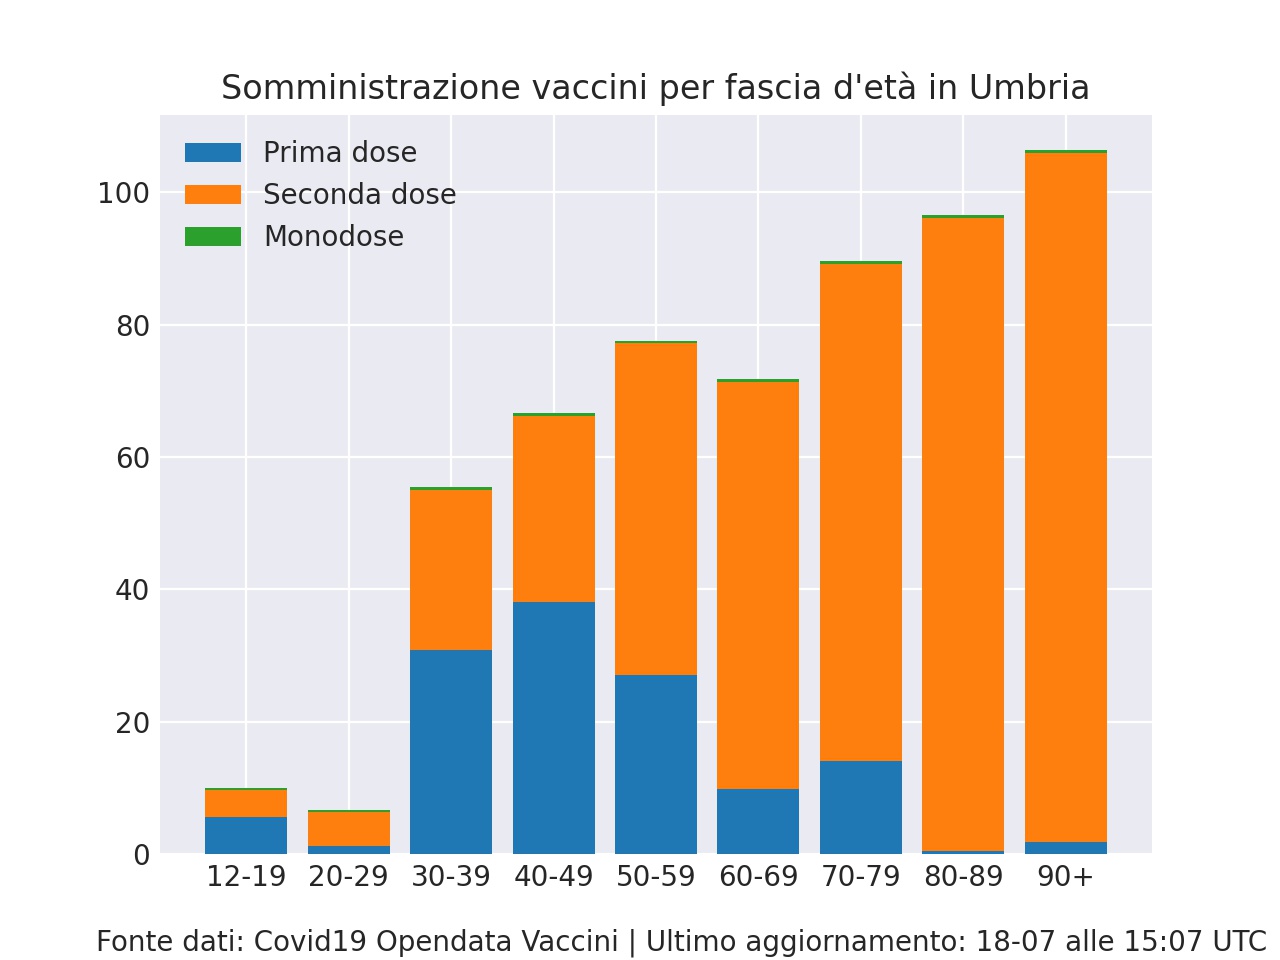 Somministrazione vaccini per fascia d'età in Umbria
Prima dose
Seconda dose
Monodose
100
80
60
40
20
0
12-19 20-29 30-39 40-49 50-59 60-69 70-79 80-89 90+
Fonte dati: Covid19 Opendata Vaccini | Ultimo aggiornamento: 18-07 alle 15:07 UTC